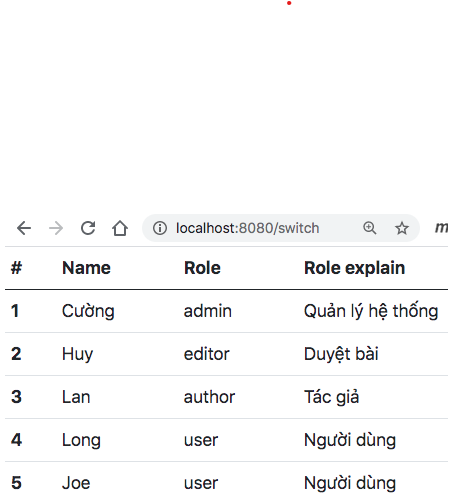 localhost:8080/switch
# Name Role Role explain
1 Cường admin Quản lý hệ thống
2 Huy editor Duyệt bài
3 Lan author Tác giả
4 Long user Người dùng
5 Joe user Người dùng